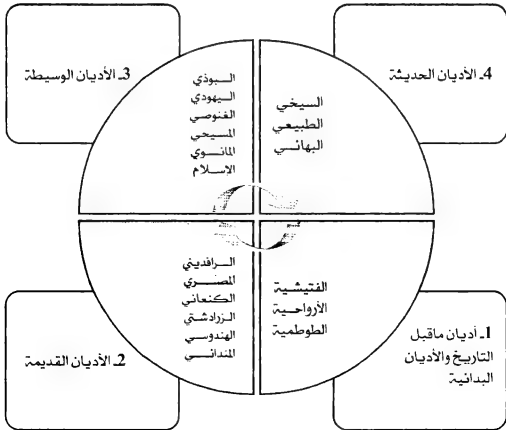 4ـ الأديان الحديثة
السيخي
الطبيعي
البهائي
3ـ الأديان الوسيطة
البوذي
اليهودي
الغنوصي
المسيحي
المانوي
الاسلام
1ـ أديان ماقبل
التاريخ والأديان
البدائية
الفتيشية
الأرواحية
الطوطمية
2ـ الأديان القديمة
الرافديني
المصري
الكنعاني
الزرادشتي
الهندوسي
المندائي